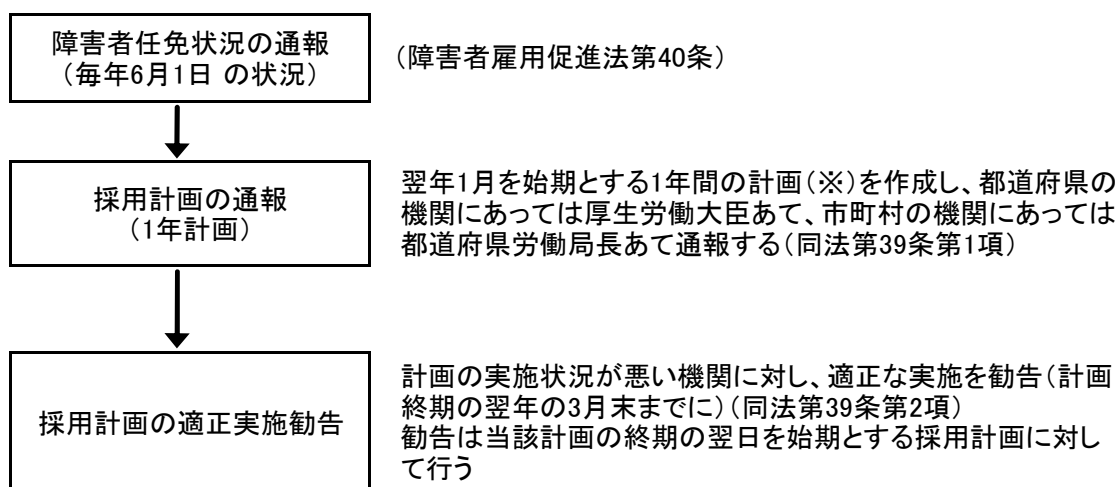 障害者任免状況の通報
（毎年6月1日 の状況）
（障害者雇用促進法第40条）
採用計画の通報
（1年計画）
翌年1月を始期とする1年間の計画（※）を作成し、都道府県の
機関にあっては厚生労働大臣あて、市町村の機関にあっては
都道府県労働局長あて通報する（同法第39条第1項）
採用計画の適正実施勧告
計画の実施状況が悪い機関に対し、適正な実施を勧告（計画
終期の翌年の3月末までに）（同法第39条第2項）
勧告は当該計画の終期の翌日を始期とする採用計画に対し
て行う